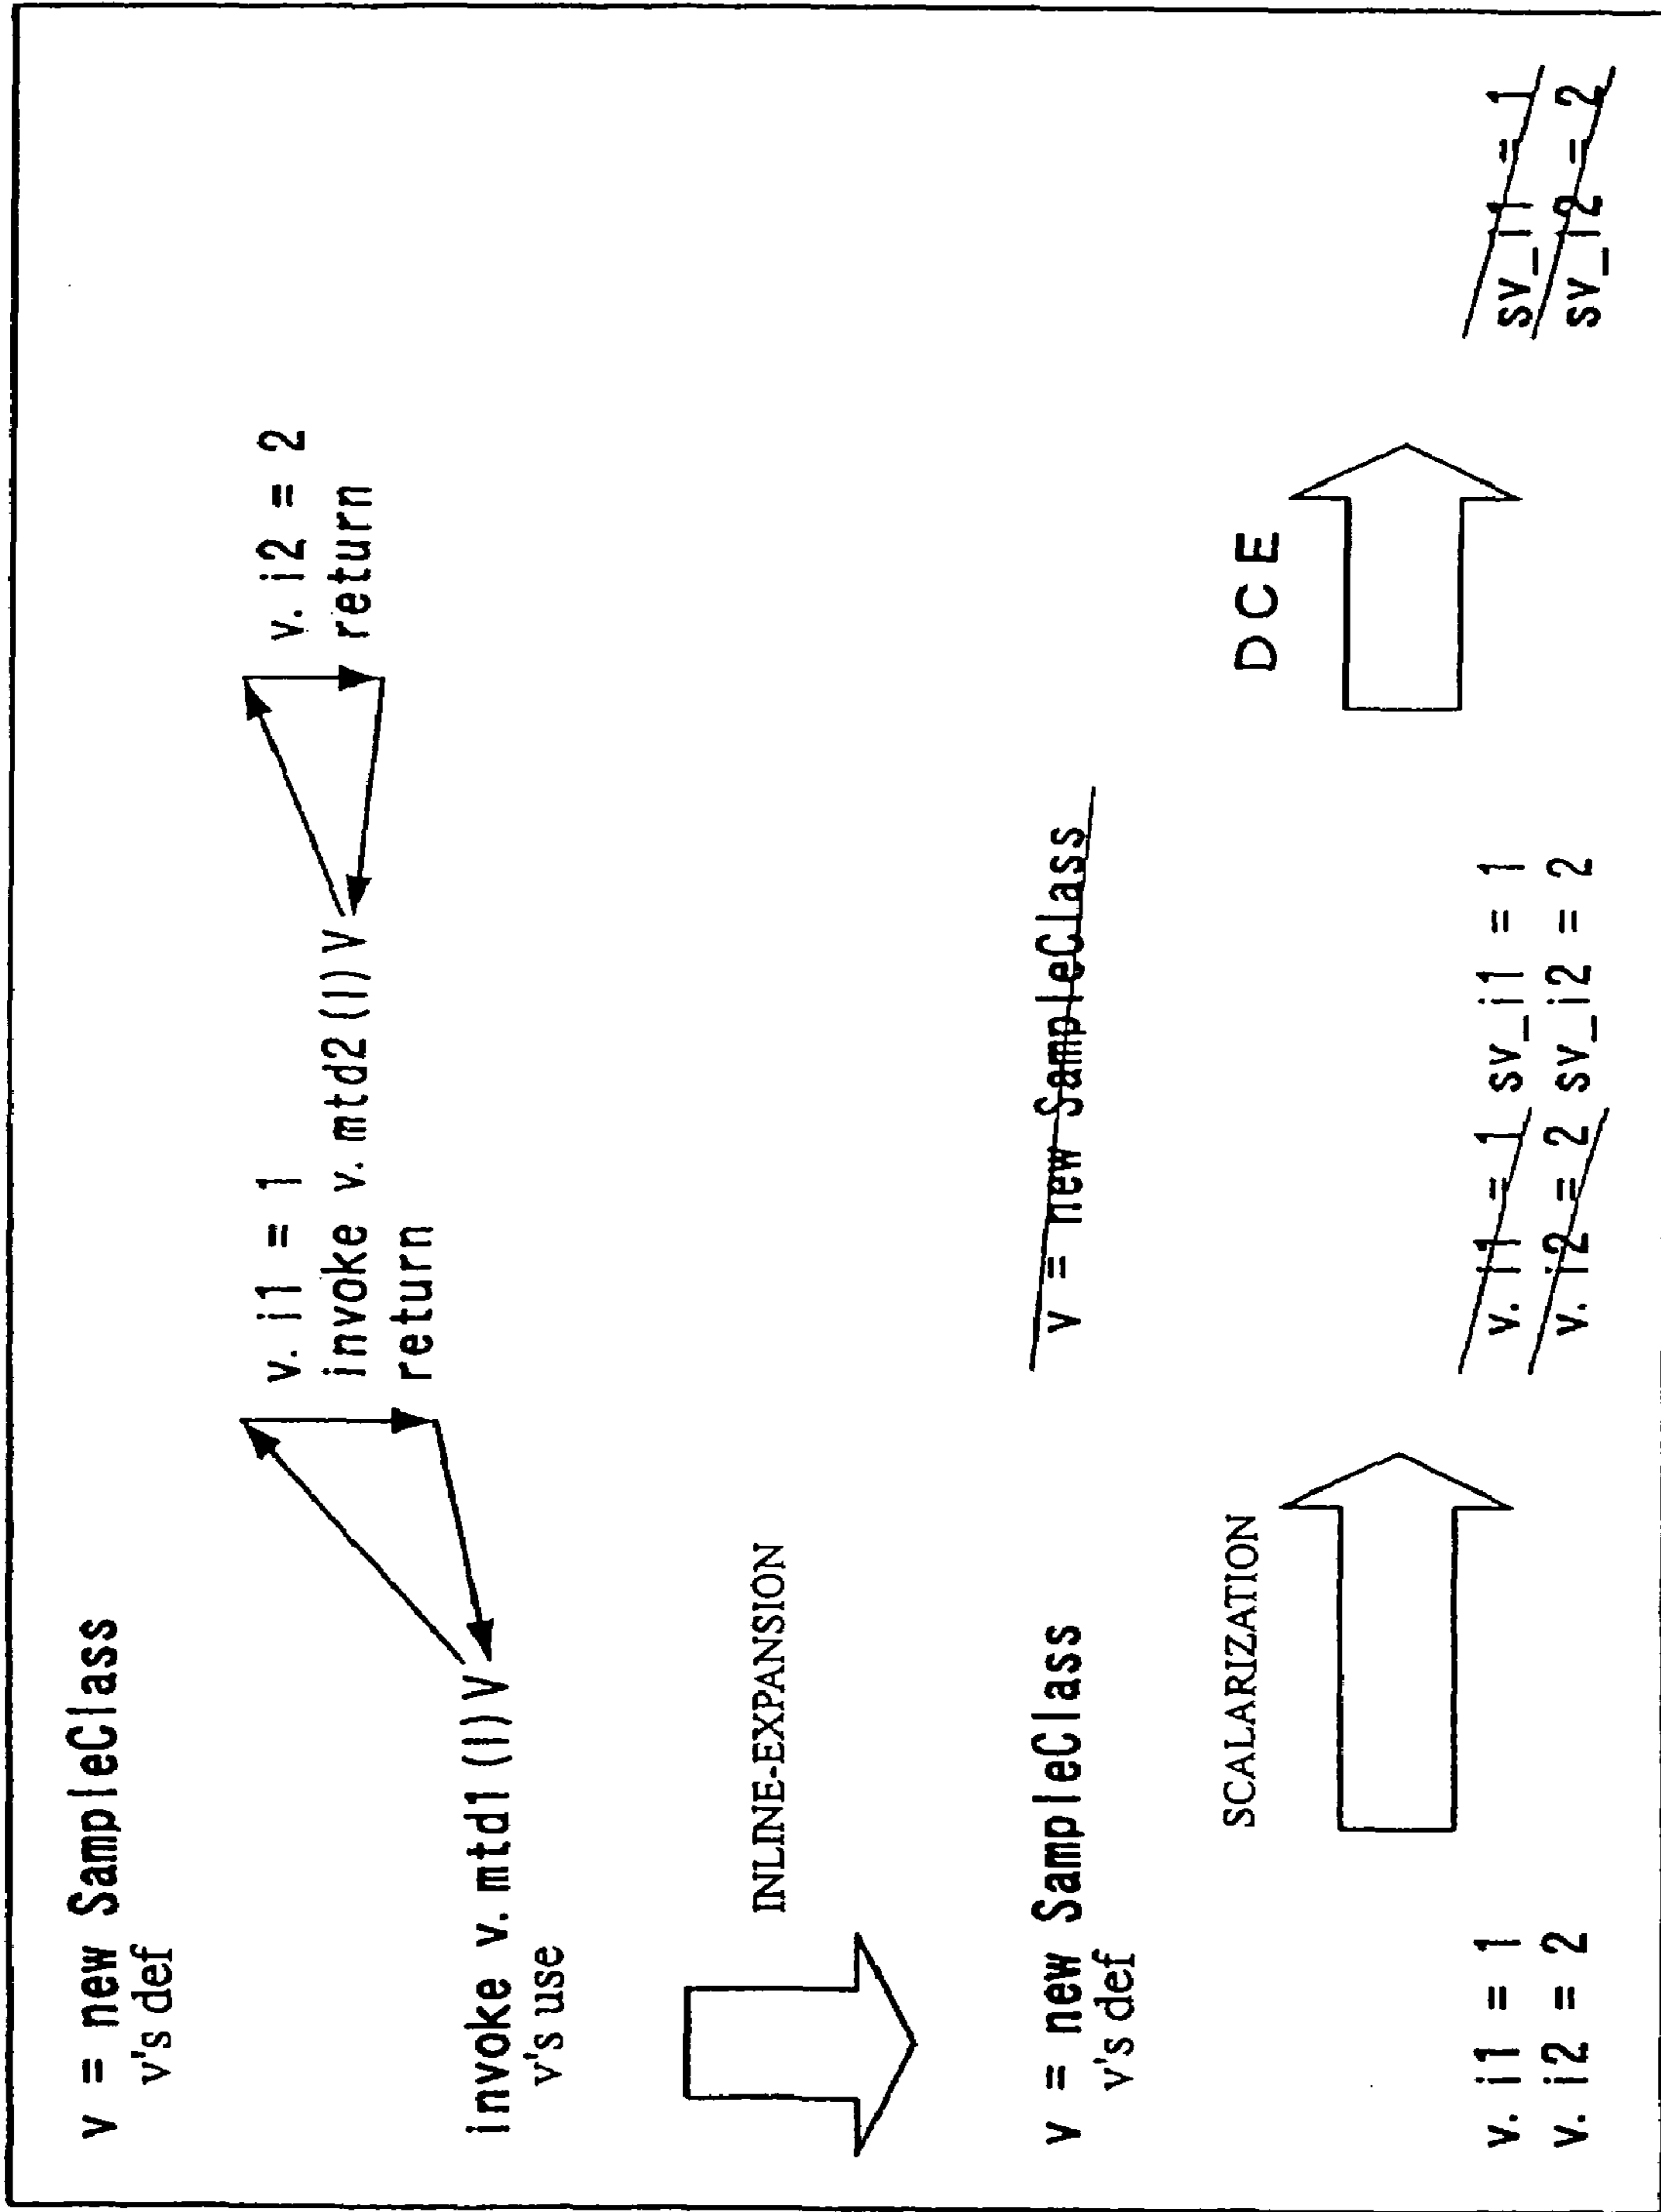 v = new SampleClass
v's def
v. i1 = 1
invoke v. mtd2(I)V
return
v. i2 = 2
return
invoke v. mtd1(I)V
v's use
INLINE-EXPANSION
v = new SampleClass
v's def
v = new SampleClass
SCALARIZATION
DCE
v. i1 = 1
v. i2 = 2
v. i1 = 1 sv_i1 = 1
v. i2 = 2 sv_i2 = 2
sv_i1 = 1
sv_i2 = 2